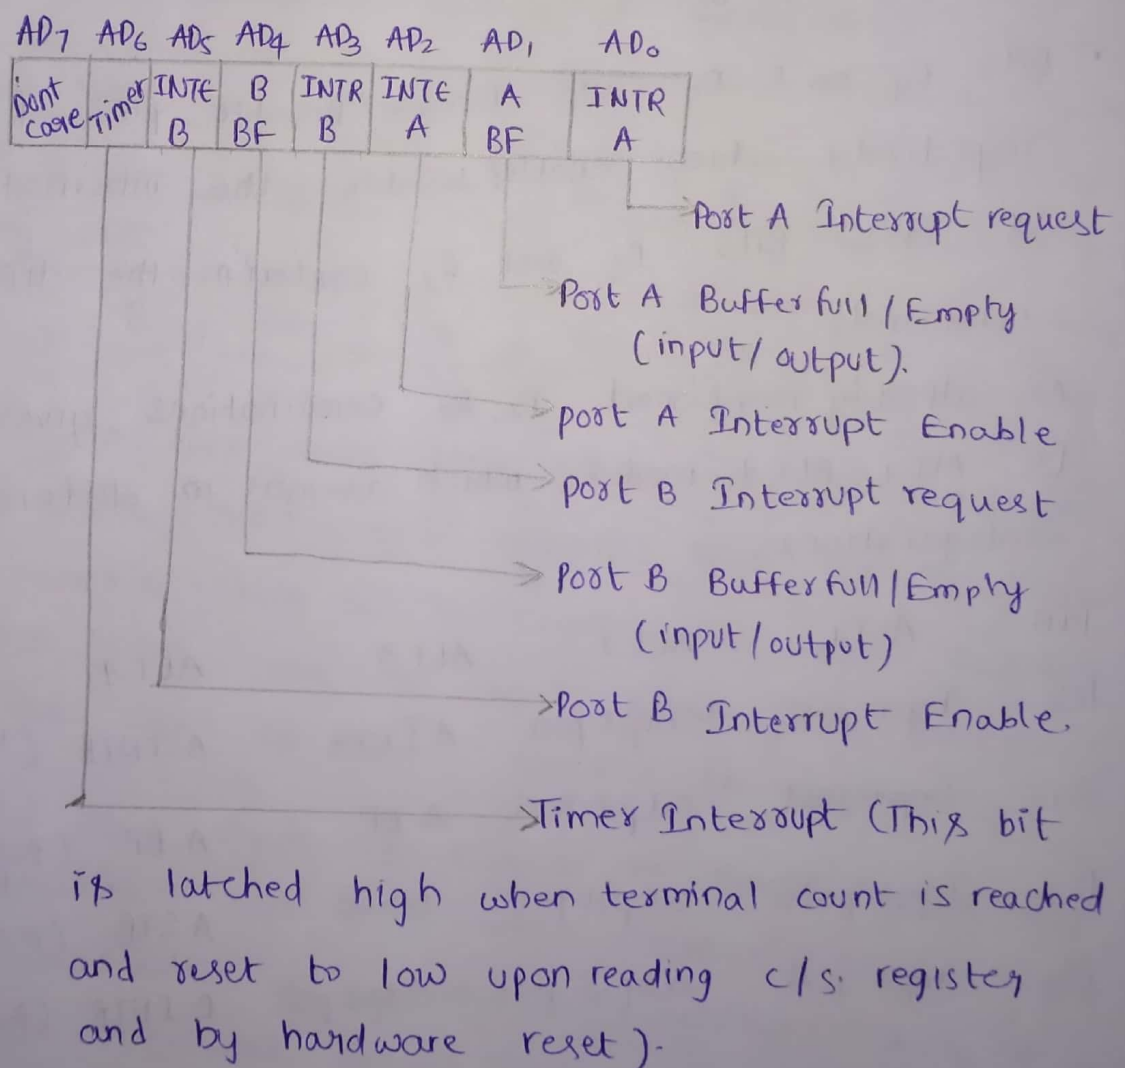 AD7 AD6 AD5 AD4 AD3 AD2 AD1 AD0
Dont Timer INTE B INTR INTE A INTR
Care B BF B A BF A
Port A Interrupt request
Port A Buffer full / Empty
(input / output).
port A Interrupt Enable
port B Interrupt request
Port B Buffer full / Empty
(input / output)
Port B Interrupt Enable.
Timer Interrupt (This bit
is latched high when terminal count is reached
and reset to low upon reading c/s. register
and by hardware reset).